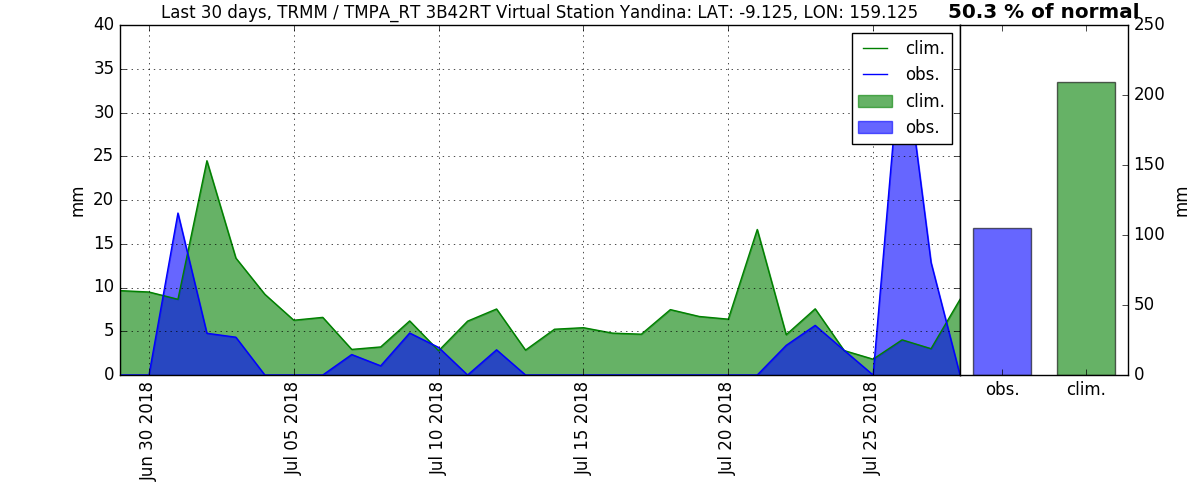 Last 30 days, TRMM / TMPA_RT 3B42RT Virtual Station Yandina: LAT: -9.125, LON: 159.125
50.3 % of normal
mm
40
35
30
25
20
15
10
5
0
clim.
obs.
clim.
obs.
Jun 30 2018
Jul 05 2018
Jul 10 2018
Jul 15 2018
Jul 20 2018
Jul 25 2018
250
200
150
100
50
0
mm
obs.
clim.